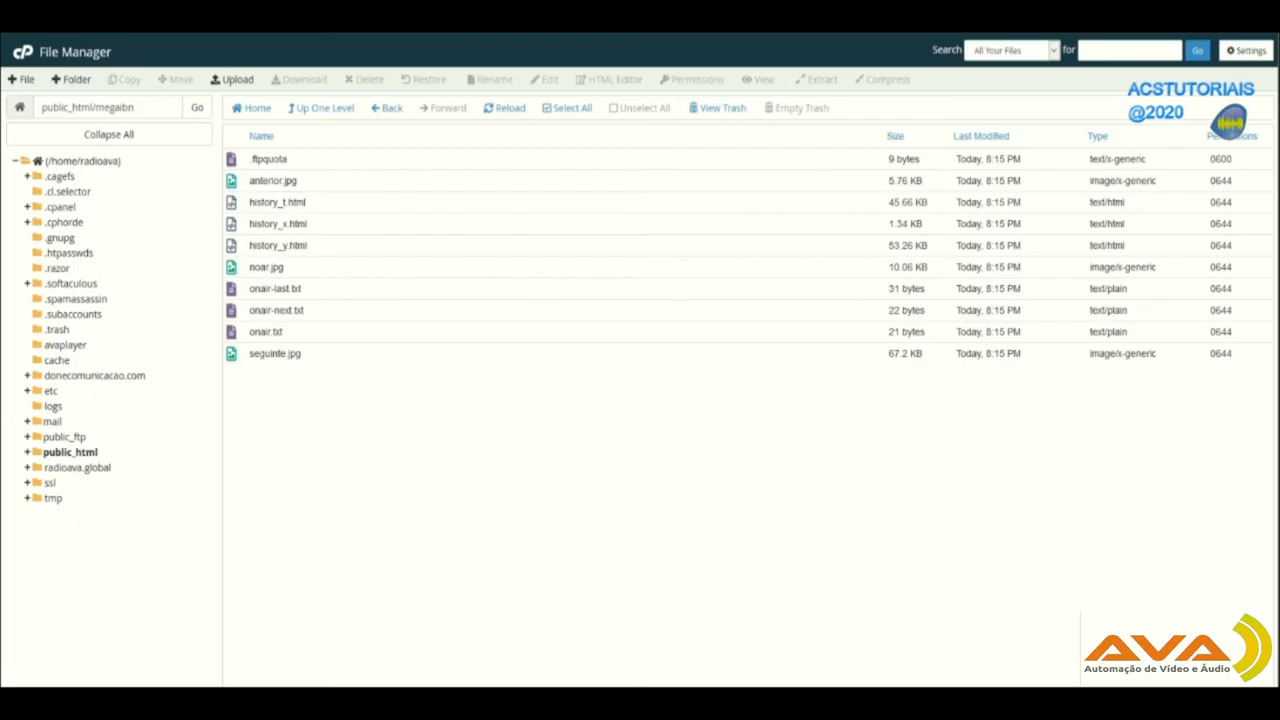 cP File Manager
Search All Your Files for Go Settings
+ File + Folder Copy Move Upload Download Delete Restore Rename Edit HTML Editor Permissions View Extract Compress
ACSTUTORIAIS
@2020
public_html/megaibn Go
Home Up One Level Back Forward Reload Select All Unselect All View Trash Empty Trash
Collapse All
Name Size Last Modified Type
.ftpquota 9 bytes Today, 8:15 PM text/x-generic 0600
anterior.jpg 5.76 KB Today, 8:15 PM image/x-generic 0644
history_t.html 45.66 KB Today, 8:15 PM text/html 0644
history_x.html 1.34 KB Today, 8:15 PM text/html 0644
history_y.html 53.26 KB Today, 8:15 PM text/html 0644
noar.jpg 10.06 KB Today, 8:15 PM image/x-generic 0644
onair-last.txt 31 bytes Today, 8:15 PM text/plain 0644
onair-next.txt 22 bytes Today, 8:15 PM text/plain 0644
onair.txt 21 bytes Today, 8:15 PM text/plain 0644
seguinte.jpg 67.2 KB Today, 8:15 PM image/x-generic 0644
(/home/radioava)
.cagefs
.cl.selector
.cpanel
.cphorde
.gnupg
.htpasswds
.razor
.softaculous
.spamassassin
.subaccounts
.trash
avaplayer
cache
donecomunicacao.com
etc
logs
mail
public_ftp
public_html
radioava.global
ssl
tmp
AVA
Automação de Vídeo e Áudio